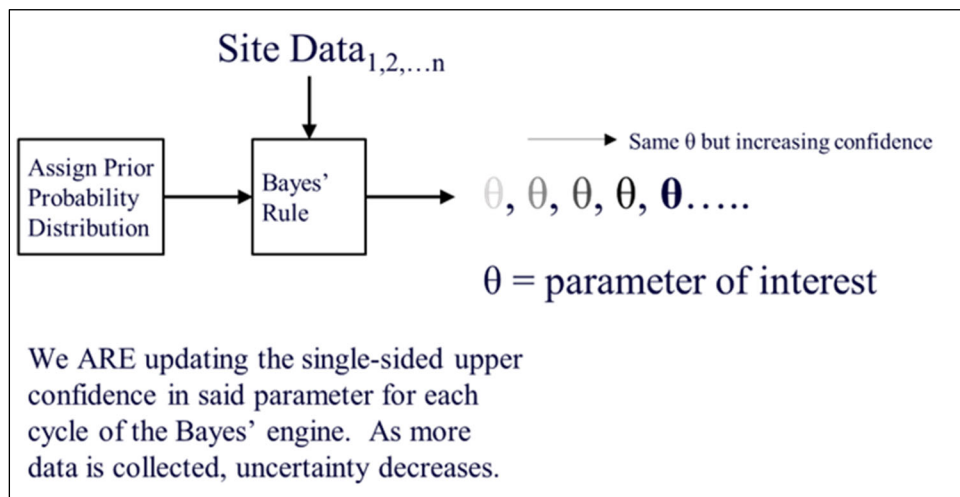 Site Data1,2,…n
Assign Prior
Probability
Distribution
Bayes’
Rule
Same θ but increasing confidence
θ, θ, θ, θ, θ…..
θ = parameter of interest
We ARE updating the single-sided upper
confidence in said parameter for each
cycle of the Bayes’ engine.  As more
data is collected, uncertainty decreases.